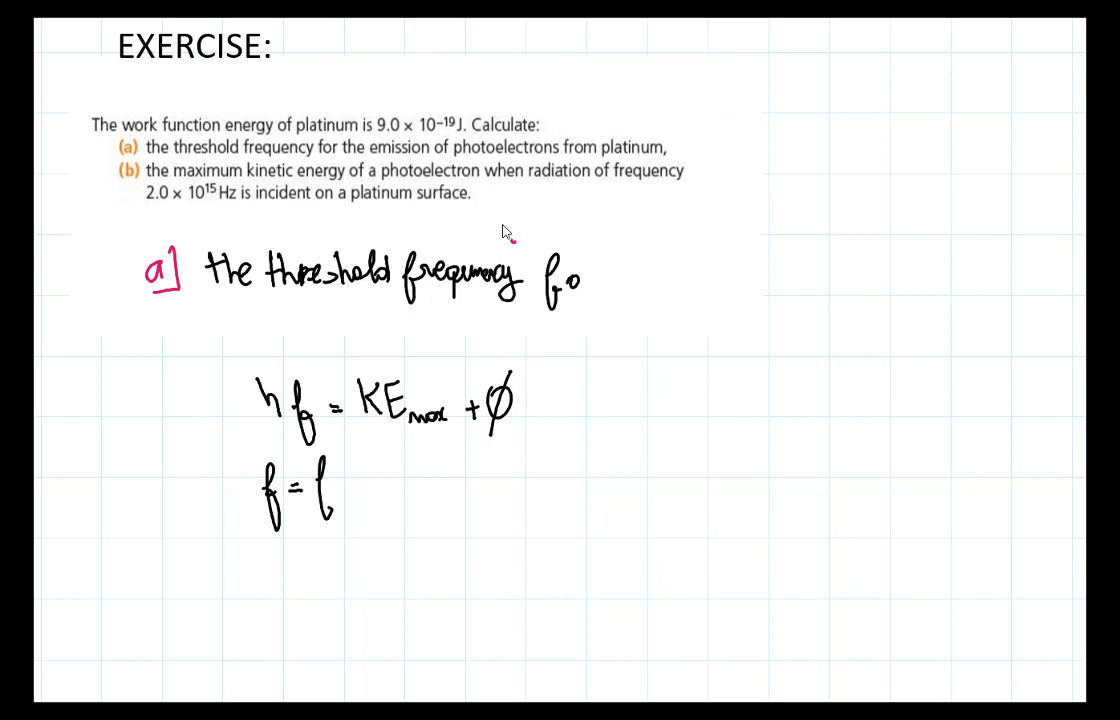 EXERCISE:
The work function energy of platinum is 9.0 × 10⁻¹⁹ J. Calculate:
(a) the threshold frequency for the emission of photoelectrons from platinum,
(b) the maximum kinetic energy of a photoelectron when radiation of frequency
2.0 × 10¹⁵ Hz is incident on a platinum surface.
a] the threshold frequency f₀
hf = KEmax + φ
f = f